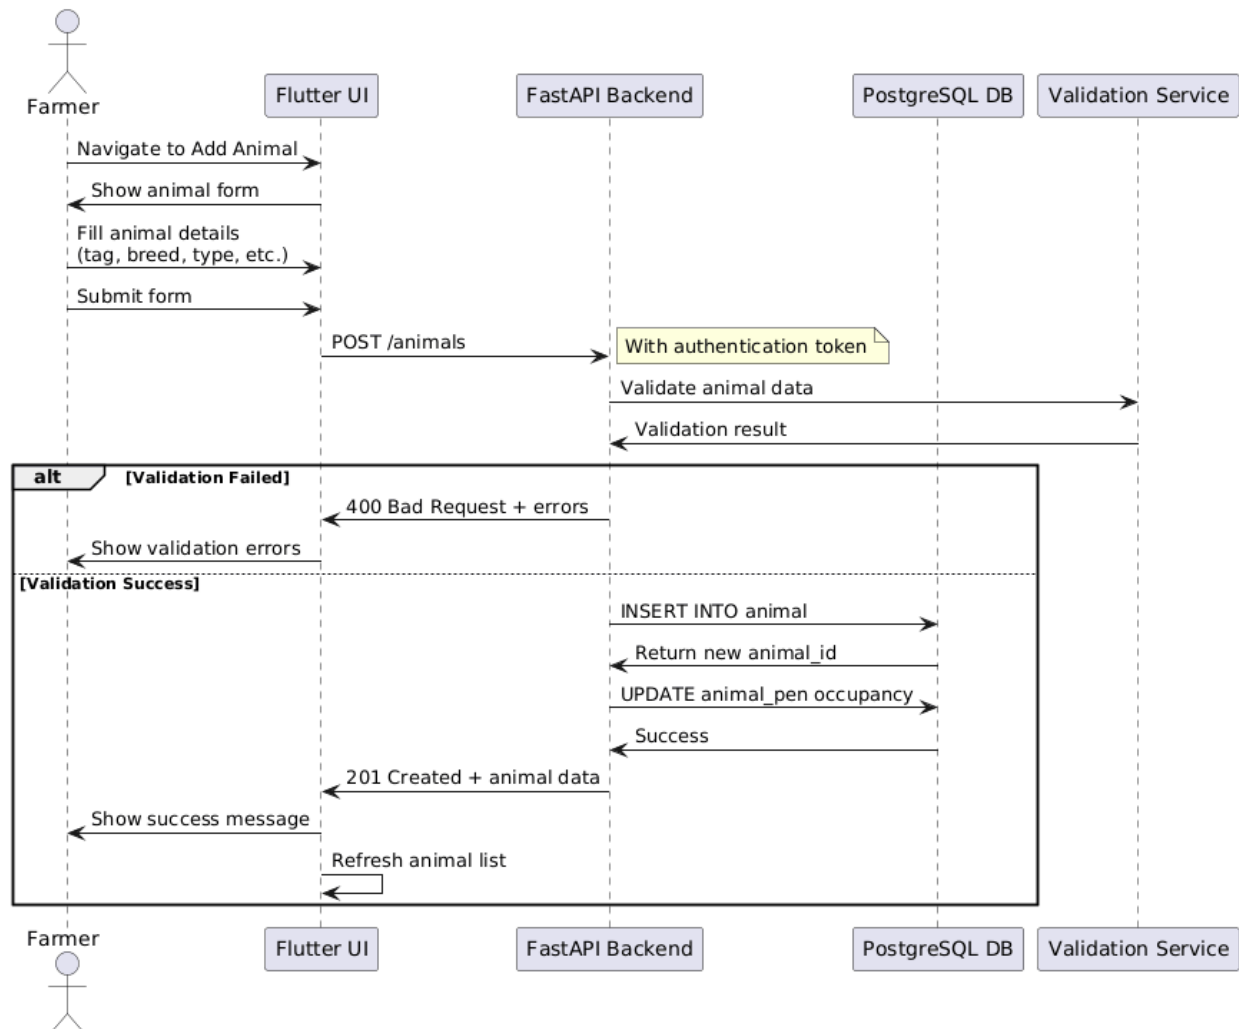 Farmer
Flutter UI
FastAPI Backend
PostgreSQL DB
Validation Service
Navigate to Add Animal
Show animal form
Fill animal details
(tag, breed, type, etc.)
Submit form
POST /animals
With authentication token
Validate animal data
Validation result
alt
[Validation Failed]
400 Bad Request + errors
Show validation errors
[Validation Success]
INSERT INTO animal
Return new animal_id
UPDATE animal_pen occupancy
Success
201 Created + animal data
Show success message
Refresh animal list
Farmer
Flutter UI
FastAPI Backend
PostgreSQL DB
Validation Service